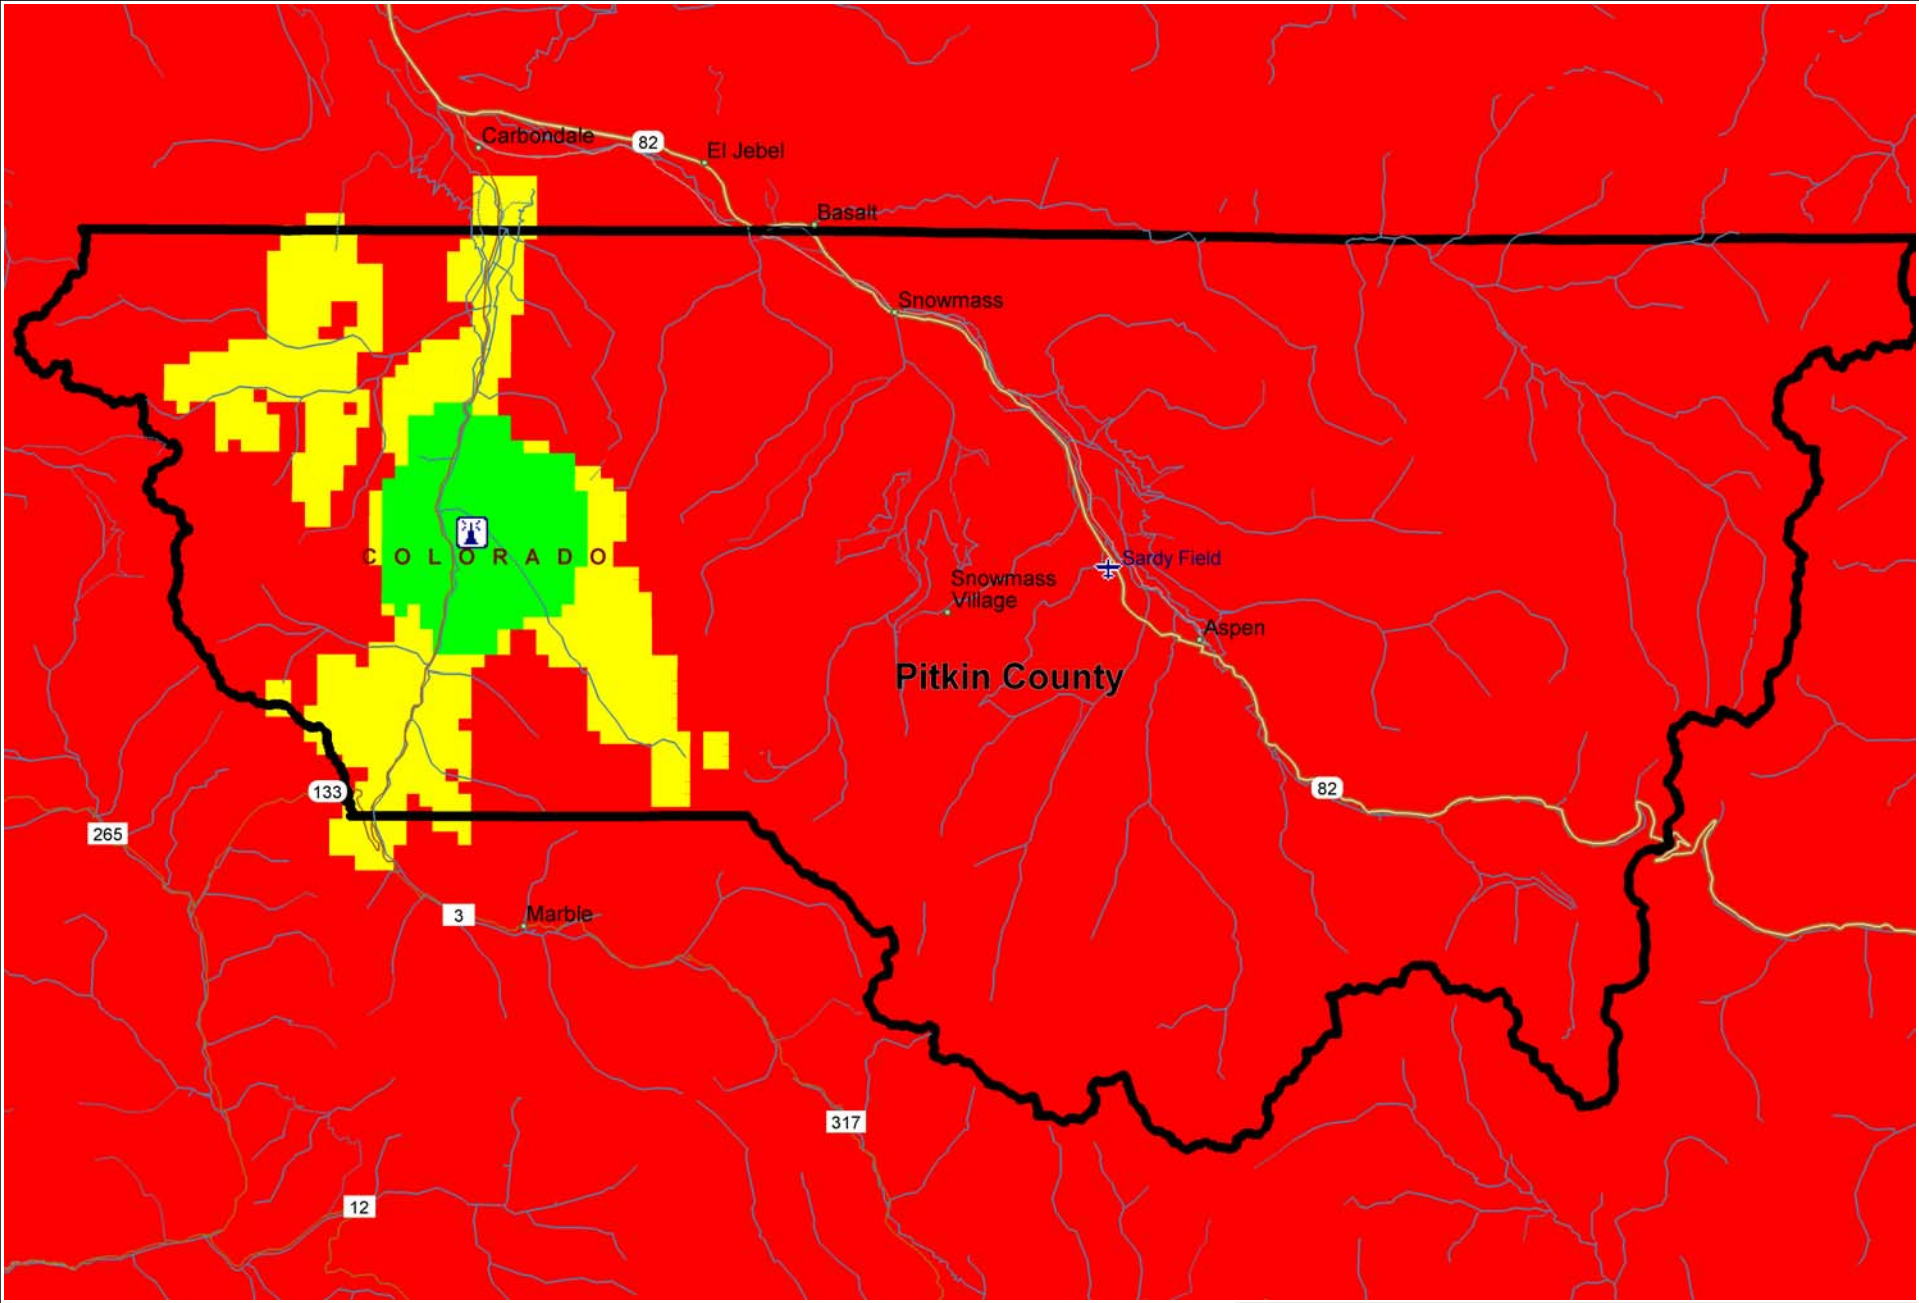 Carbondale
82
El Jebel
Basalt
Snowmass
COLORADO
Sardy Field
Snowmass
Village
Aspen
Pitkin County
133
82
265
3
Marble
317
12